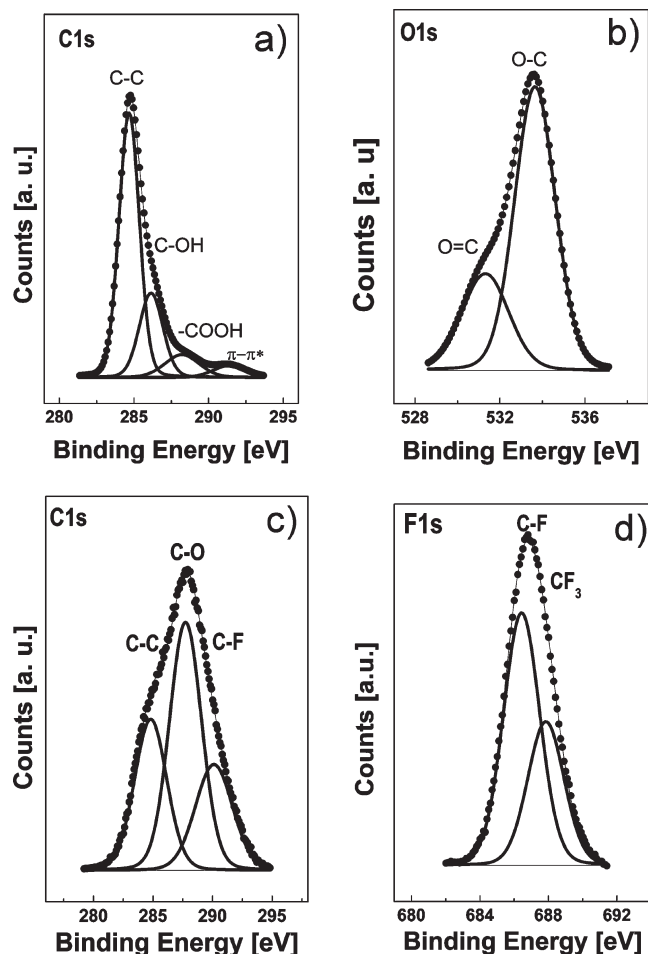 C1s
a)
C-C
C-OH
-COOH
π–π*
Counts [a. u.]
280 285 290 295
Binding Energy [eV]
O1s
b)
O-C
O=C
Counts [a. u]
528 532 536
Binding Energy [eV]
C1s
c)
C-O
C-C
C-F
Counts [a. u.]
280 285 290 295
Binding Energy [eV]
F1s
d)
C-F
CF₃
Counts [a.u.]
680 684 688 692
Binding Energy [eV]